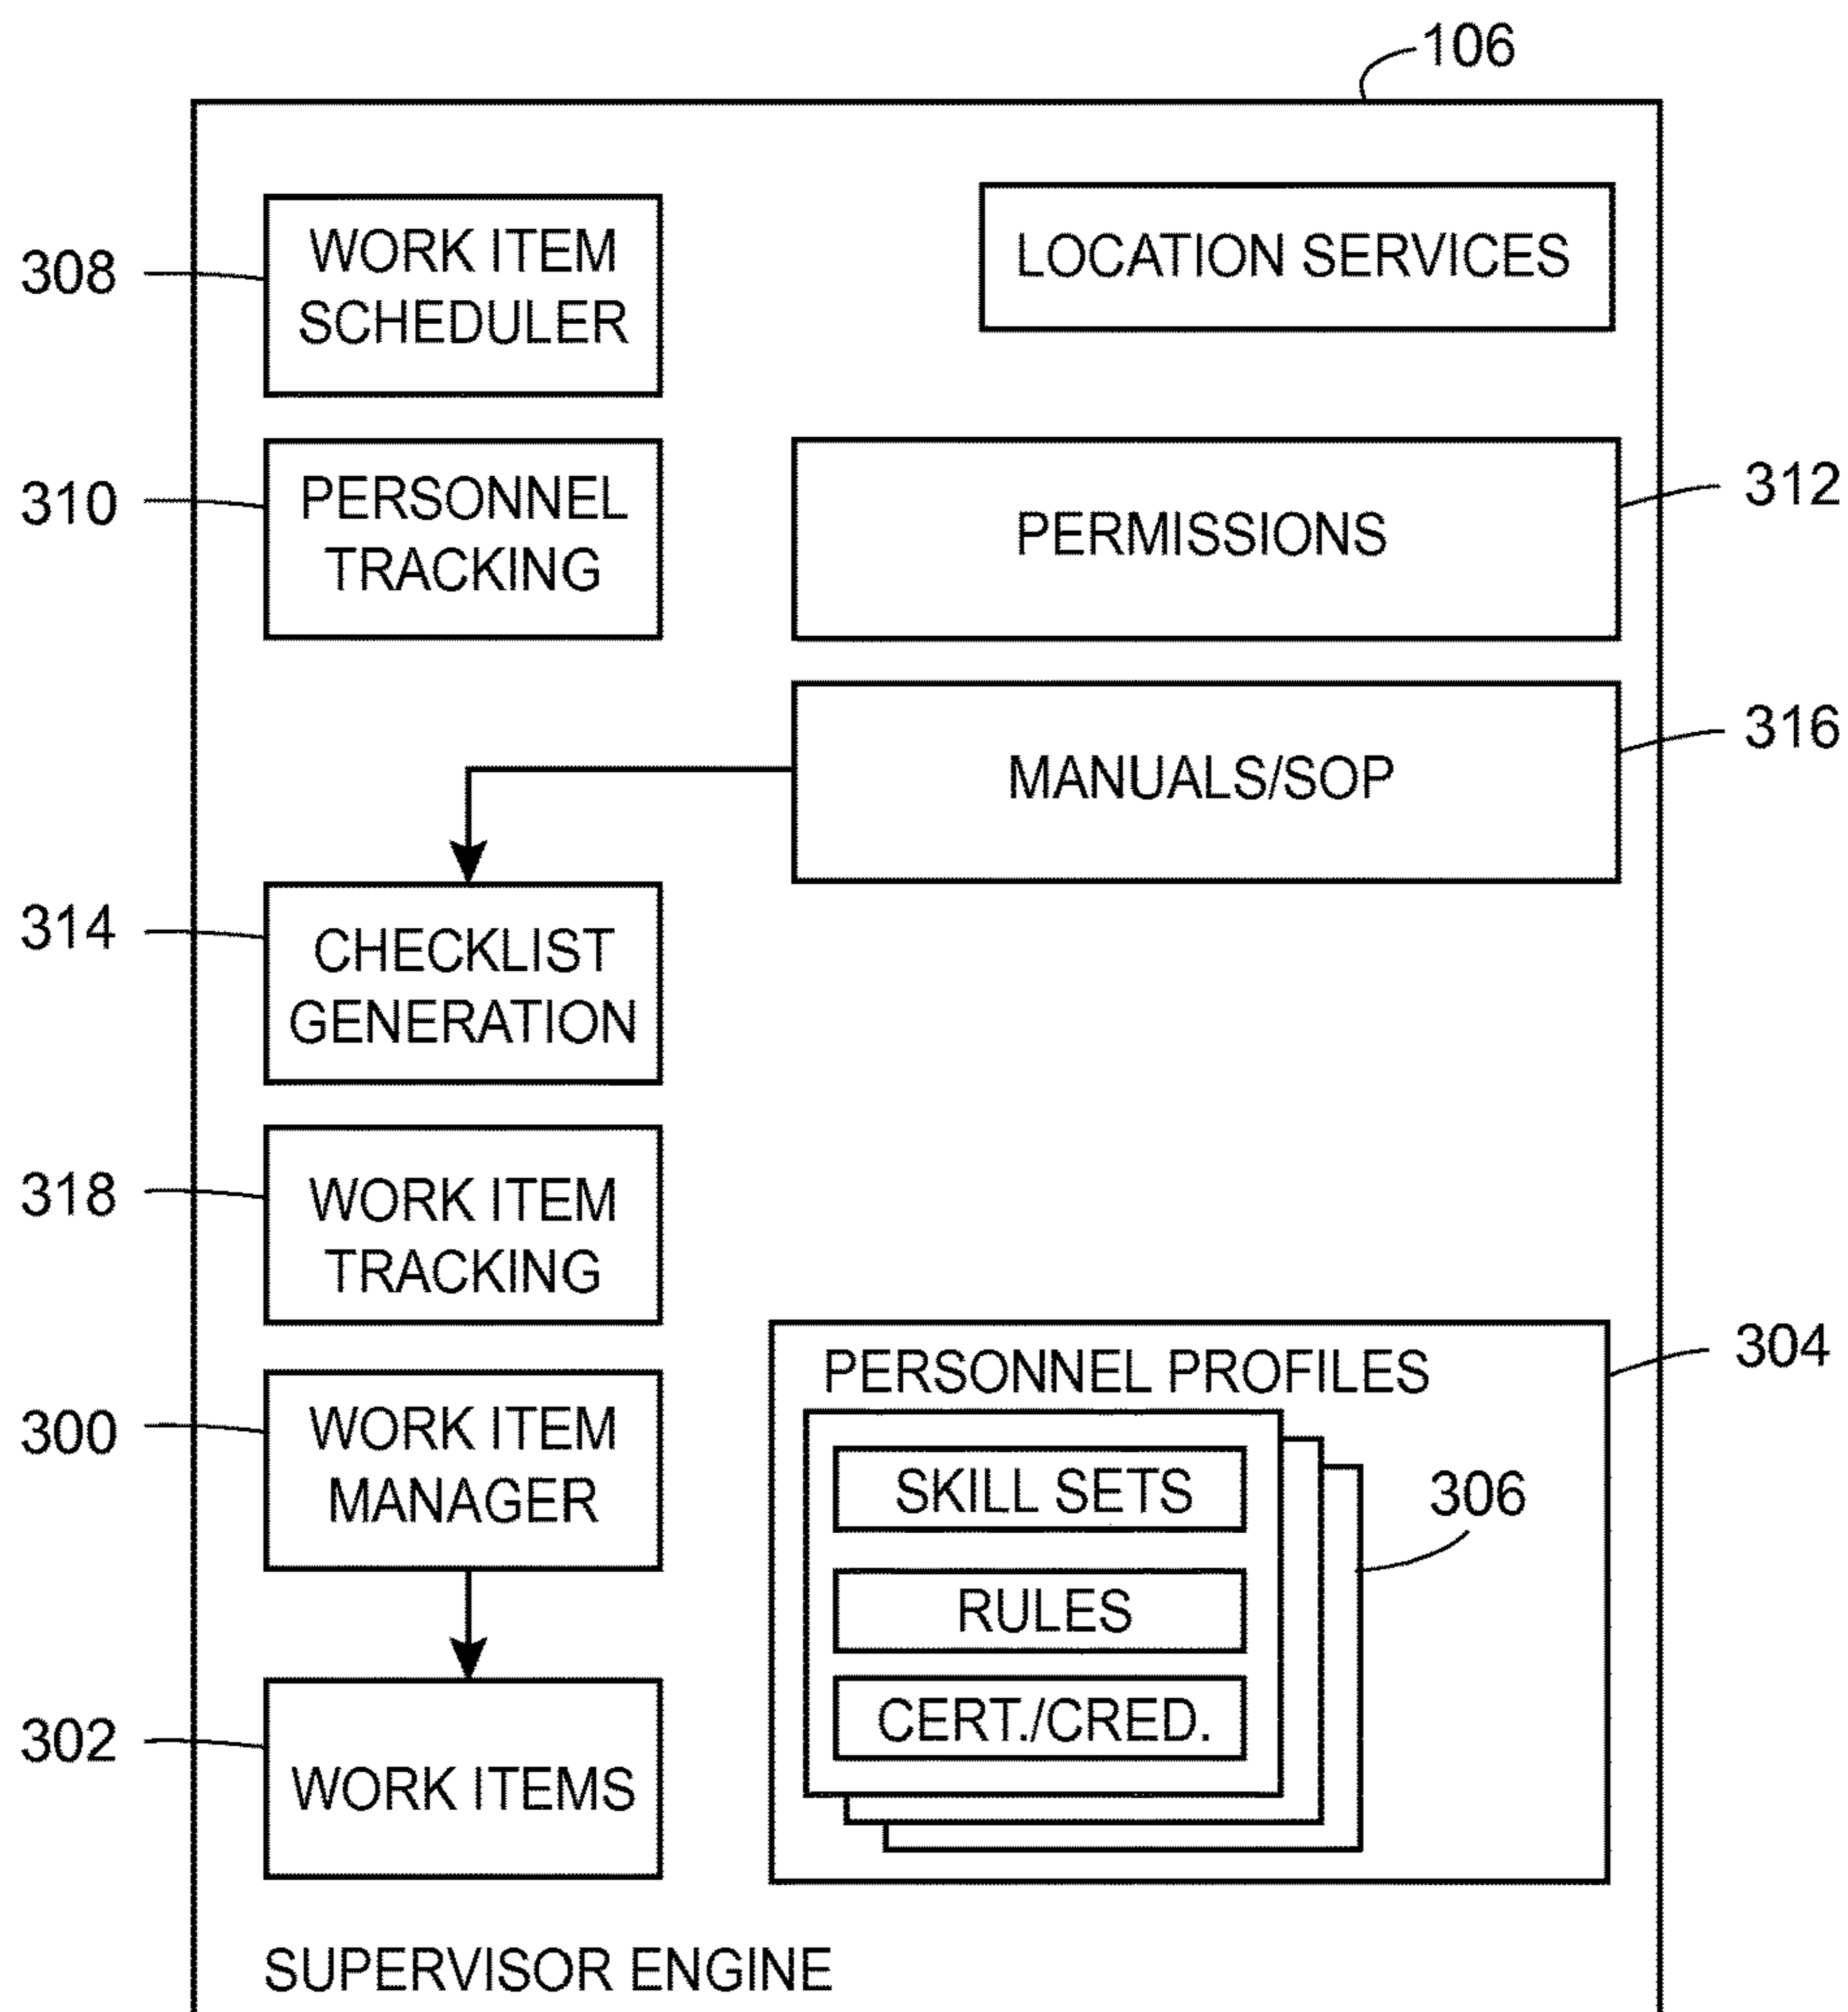 106
WORK ITEM
SCHEDULER
LOCATION SERVICES
308
PERSONNEL
TRACKING
310
PERMISSIONS
312
MANUALS/SOP
316
CHECKLIST
GENERATION
314
WORK ITEM
TRACKING
318
WORK ITEM
MANAGER
300
PERSONNEL PROFILES
304
SKILL SETS
306
RULES
CERT./CRED.
WORK ITEMS
302
SUPERVISOR ENGINE